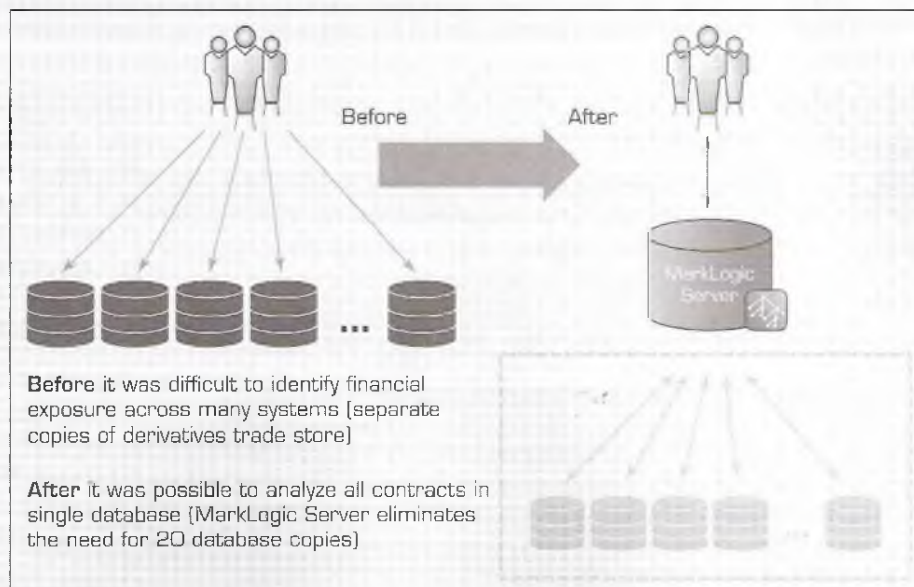 Before
After
MarkLogic
Server
...
Before it was difficult to identify financial
exposure across many systems (separate
copies of derivatives trade store)
...
After it was possible to analyze all contracts in
single database (MarkLogic Server eliminates
the need for 20 database copies)